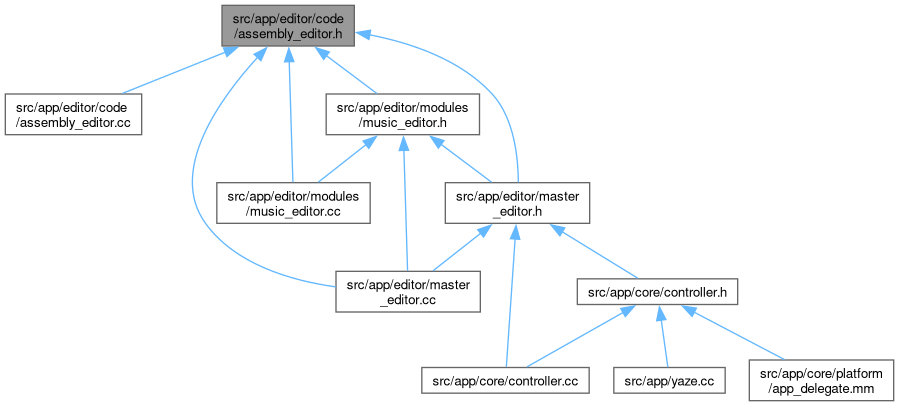 src/app/editor/code
/assembly_editor.h
src/app/editor/code
/assembly_editor.cc
src/app/editor/modules
/music_editor.h
src/app/editor/modules
/music_editor.cc
src/app/editor/master
_editor.h
src/app/editor/master
_editor.cc
src/app/core/controller.h
src/app/core/controller.cc
src/app/yaze.cc
src/app/core/platform
/app_delegate.mm